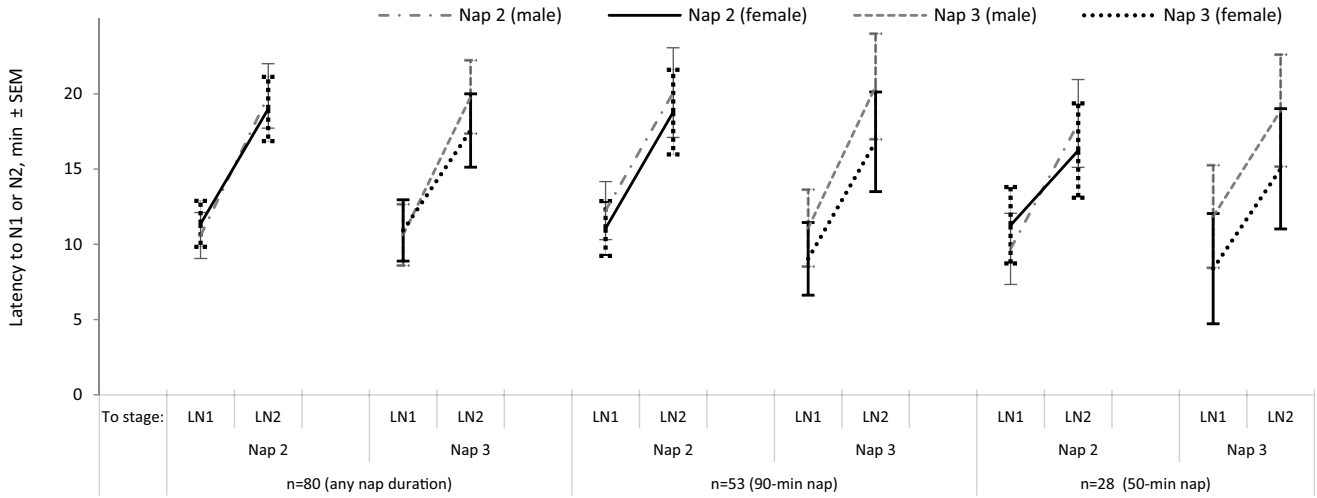 Nap 2 (male) Nap 2 (female) Nap 3 (male) Nap 3 (female)
Latency to N1 or N2, min ± SEM
20
15
10
5
0
To stage: LN1 LN2 LN1 LN2 LN1 LN2 LN1 LN2 LN1 LN2 LN1 LN2
Nap 2 Nap 3 Nap 2 Nap 3 Nap 2 Nap 3
n=80 (any nap duration) n=53 (90-min nap) n=28 (50-min nap)